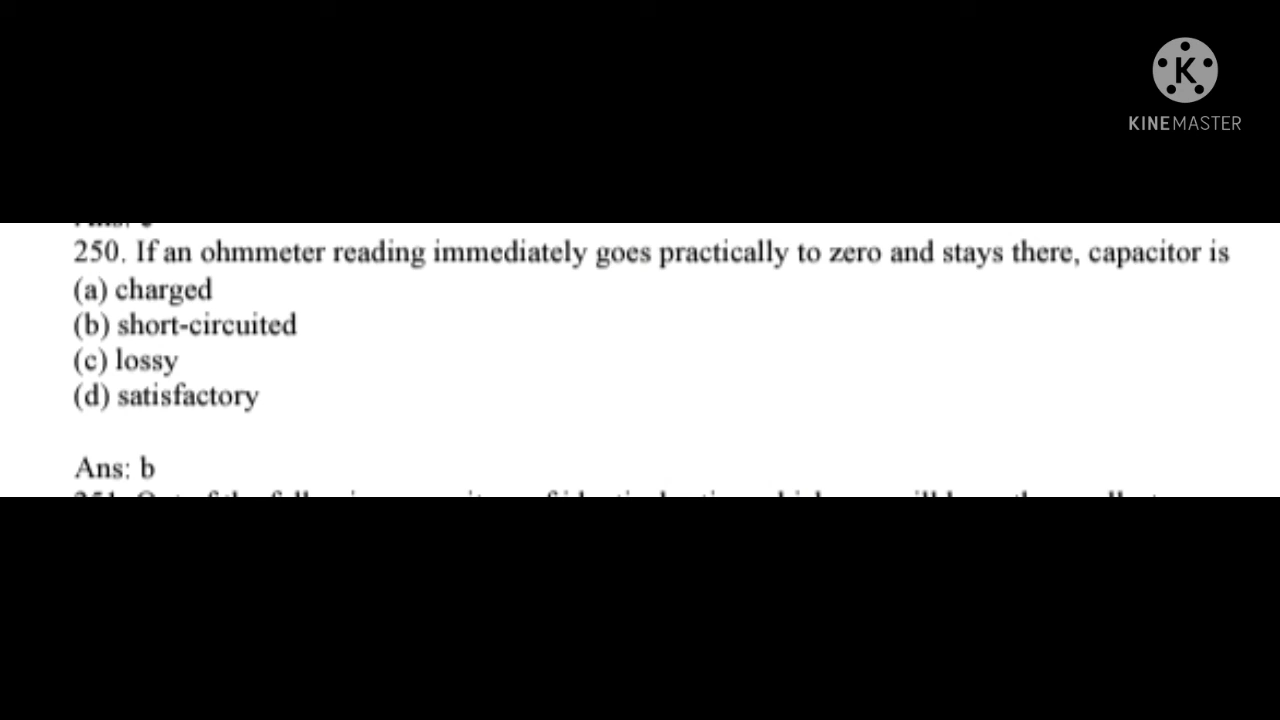 K
KINEMASTER
250. If an ohmmeter reading immediately goes practically to zero and stays there, capacitor is
(a) charged
(b) short-circuited
(c) lossy
(d) satisfactory
Ans: b